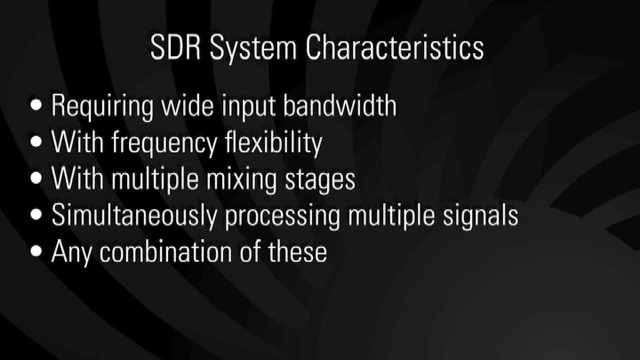 SDR System Characteristics
• Requiring wide input bandwidth
• With frequency flexibility
• With multiple mixing stages
• Simultaneously processing multiple signals
• Any combination of these